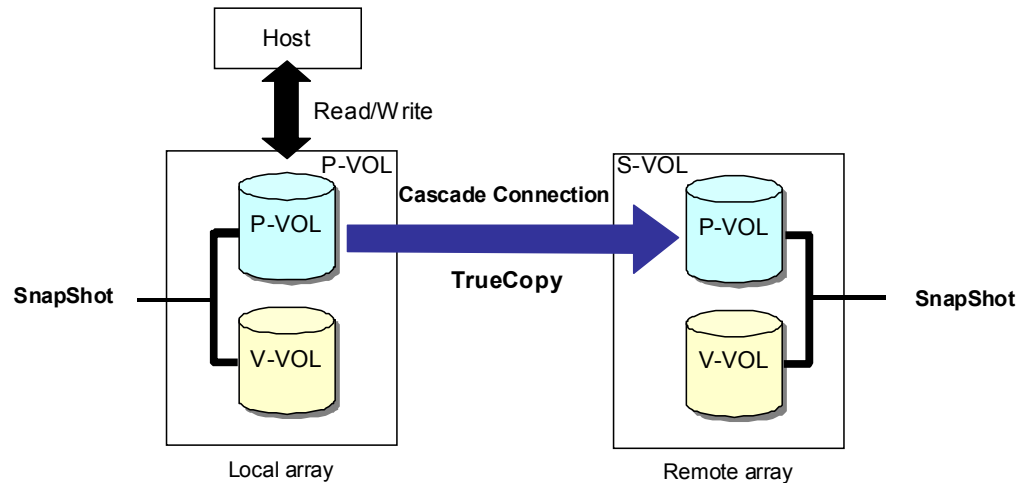 Host
Read/Write
P-VOL
S-VOL
Cascade Connection
P-VOL
P-VOL
TrueCopy
SnapShot
SnapShot
V-VOL
V-VOL
Local array
Remote array